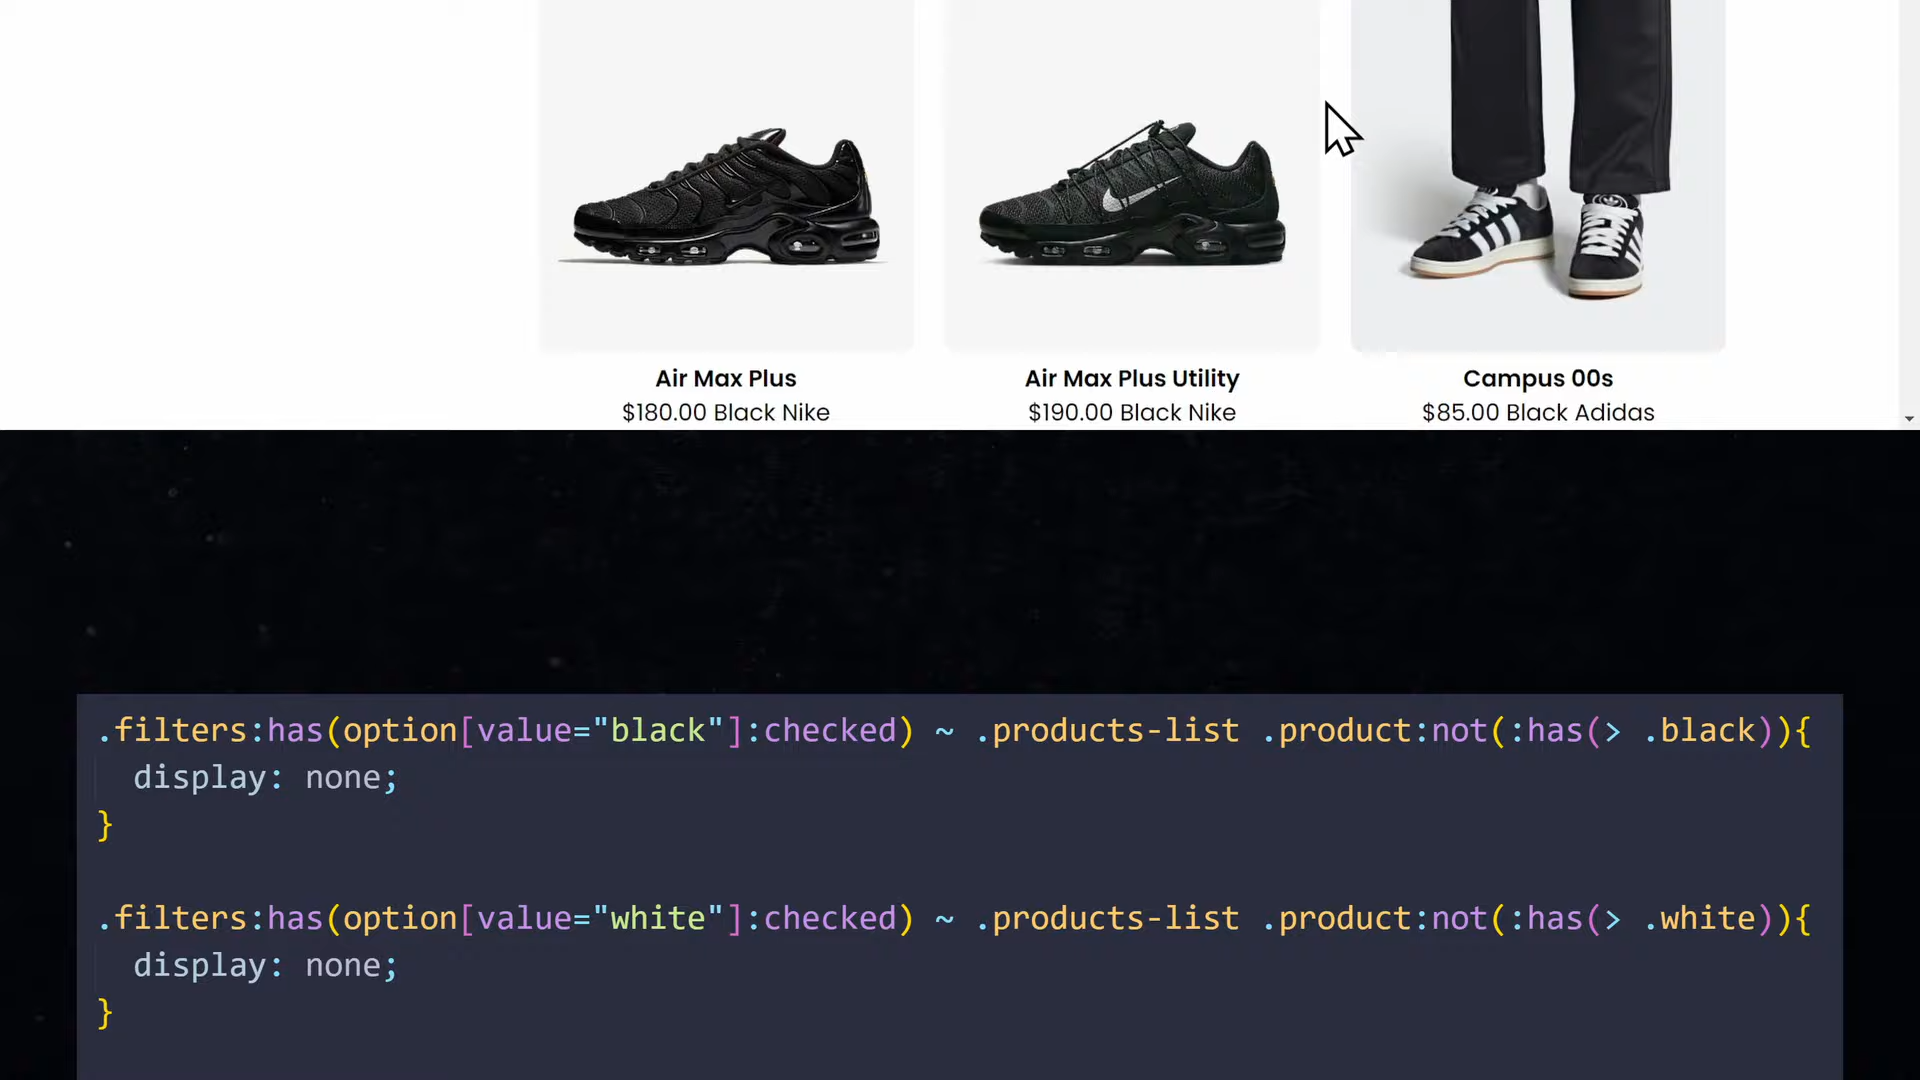 Air Max Plus
$180.00 Black Nike
Air Max Plus Utility
$190.00 Black Nike
Campus 00s
$85.00 Black Adidas
.filters:has(option[value="black"]:checked) ~ .products-list .product:not(:has(> .black)){
  display: none;
}
.filters:has(option[value="white"]:checked) ~ .products-list .product:not(:has(> .white)){
  display: none;
}